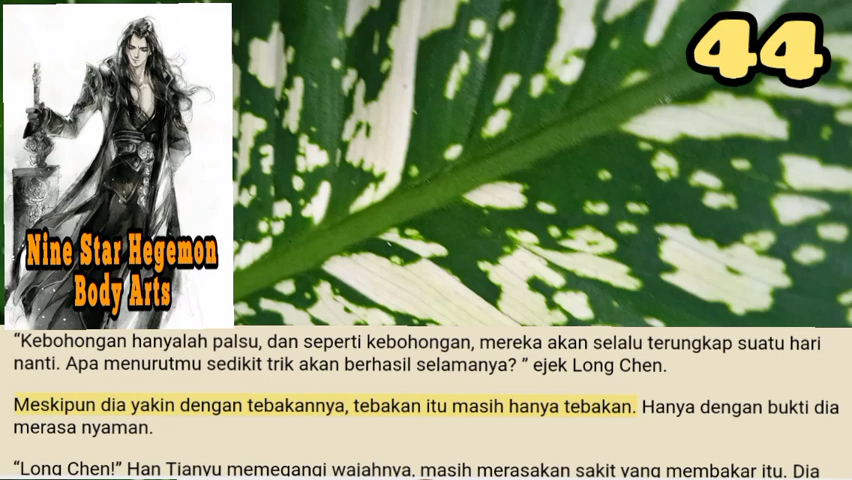 44
Nine Star Hegemon
Body Arts
“Kebohongan hanyalah palsu, dan seperti kebohongan, mereka akan selalu terungkap suatu hari
nanti. Apa menurutmu sedikit trik akan berhasil selamanya? ” ejek Long Chen.
Meskipun dia yakin dengan tebakannya, tebakan itu masih hanya tebakan. Hanya dengan bukti dia
merasa nyaman.
“Long Chen!” Han Tianyu memegangi wajahnya, masih merasakan sakit yang membakar itu. Dia